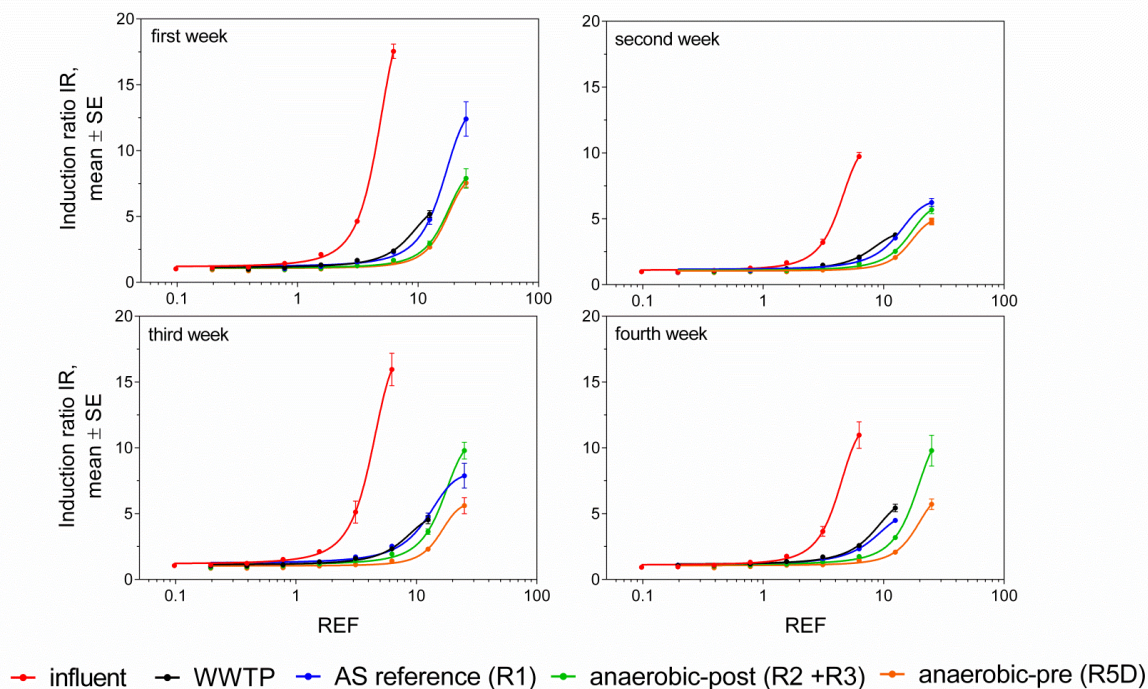 first week
second week
20
15
10
5
0
0.1 1 10 100
20
15
10
5
0
0.1 1 10 100
Induction ratio IR,
mean ± SE
third week
fourth week
20
15
10
5
0
0.1 1 10 100
20
15
10
5
0
0.1 1 10 100
Induction ratio IR,
mean ± SE
REF
REF
influent WWTP AS reference (R1) anaerobic-post (R2 +R3) anaerobic-pre (R5D)